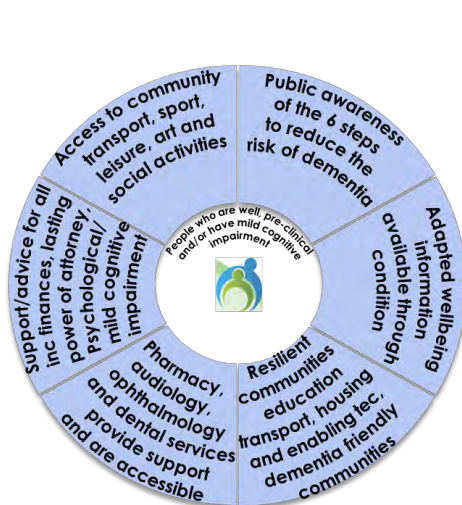 Public awareness
of the 6 steps
to reduce the
risk of dementia
Adapted wellbeing
information
available through
condition
Resilient
communities
education
transport, housing
and enabling tec,
dementia friendly
communities
Pharmacy,
audiology,
ophthalmology
and dental services
provide support
and are accessible
Support/advice for all
inc finances, lasting
power of attorney,
Psychological/
mild cognitive
impairment
Access to community
transport, sport,
leisure, art and
social activities
People who are well, pre-clinical
and/or have mild cognitive
impairment